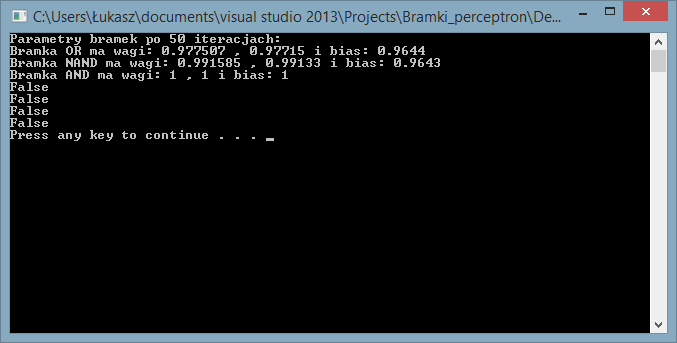 C:\Users\Łukasz\documents\visual studio 2013\Projects\Bramki_perceptron\De...
Parametry bramek po 50 iteracjach:
Bramka OR ma wagi: 0.977507 , 0.97715 i bias: 0.9644
Bramka NAND ma wagi: 0.991585 , 0.99133 i bias: 0.9643
Bramka AND ma wagi: 1 , 1 i bias: 1
False
False
False
False
Press any key to continue . . . _